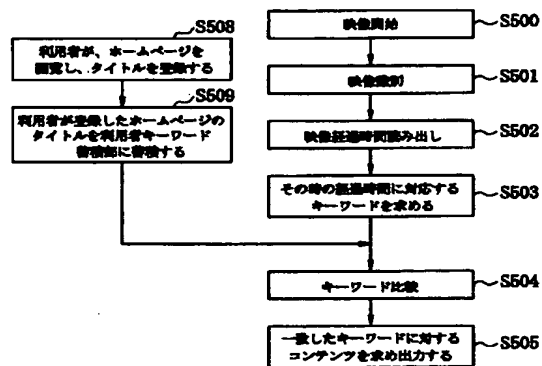 S508
利用者が、ホームページを
閲覧し、タイトルを登録する
S509
利用者が登録したホームページの
タイトルを利用者キーワード
蓄積部に蓄積する
映像開始
S500
映像識別
S501
映像経過時間読み出し
S502
その時の経過時間に対応する
キーワードを求める
S503
キーワード比較
S504
一致したキーワードに対する
コンテンツを求め出力する
S505